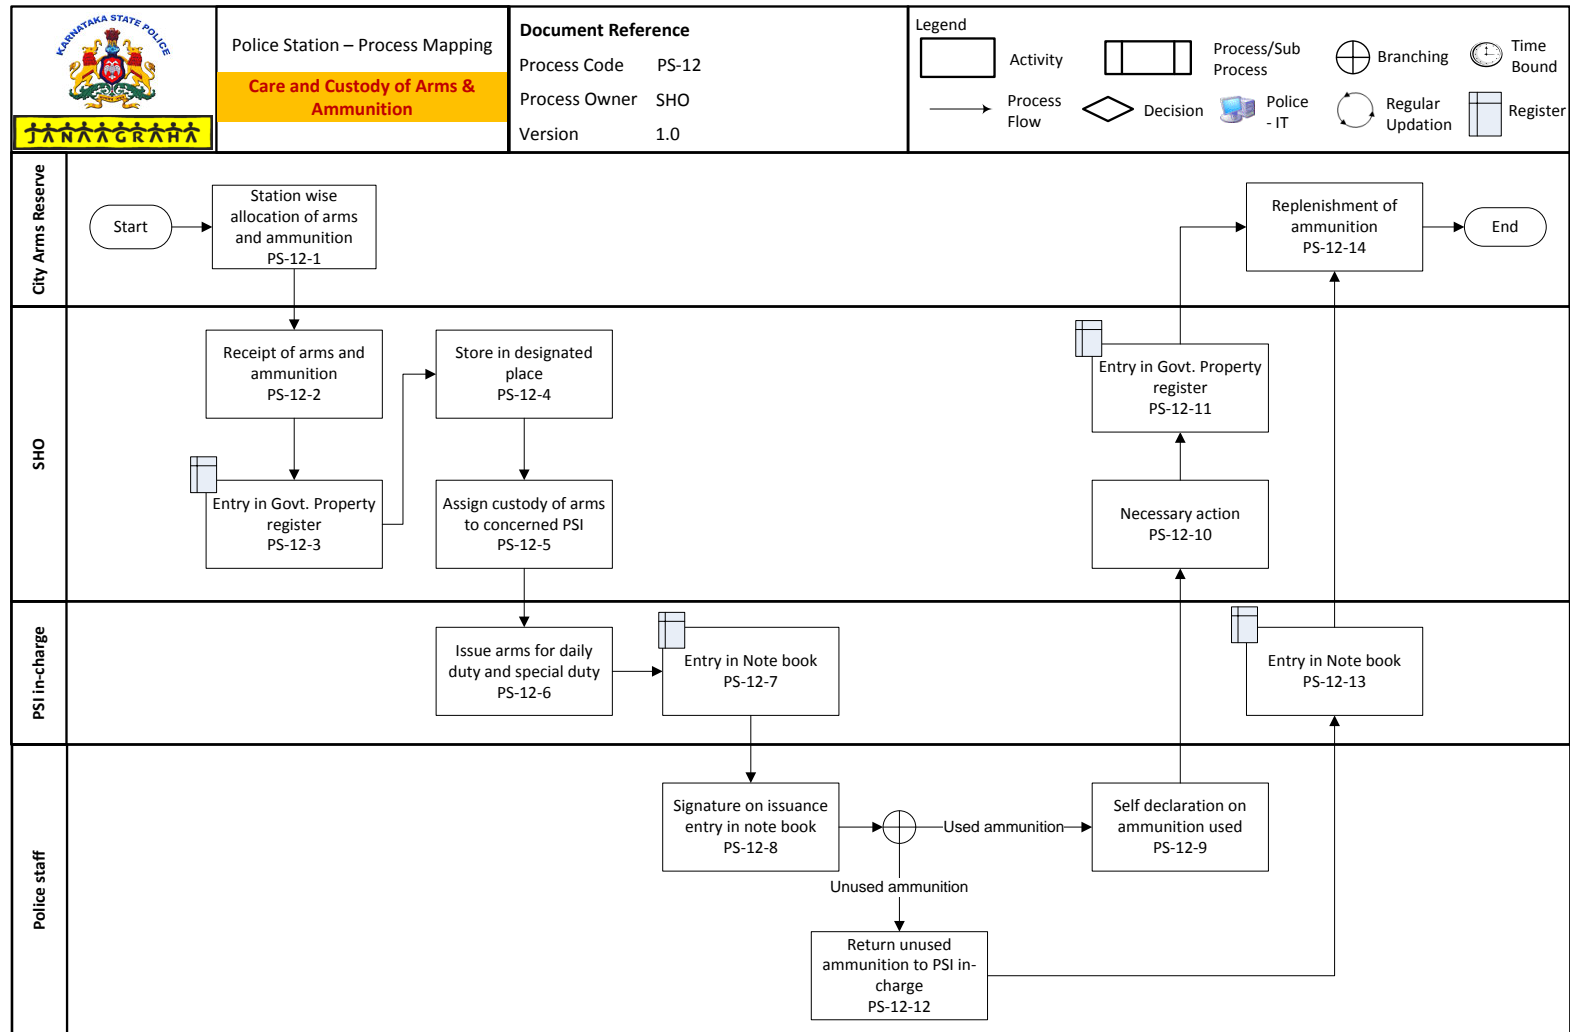 KARNATAKA STATE POLICE
JANAAGRAHA
Police Station – Process Mapping
Care and Custody of Arms &
Ammunition
Document Reference
Process Code PS-12
Process Owner SHO
Version 1.0
Legend
Activity
Process/Sub
Process
Branching
Time
Bound
Process
Flow
Decision
Police
- IT
Regular
Updation
Register
City Arms Reserve
Start
Station wise
allocation of arms
and ammunition
PS-12-1
Replenishment of
ammunition
PS-12-14
End
SHO
Receipt of arms and
ammunition
PS-12-2
Entry in Govt. Property
register
PS-12-3
Store in designated
place
PS-12-4
Assign custody of arms
to concerned PSI
PS-12-5
Entry in Govt. Property
register
PS-12-11
Necessary action
PS-12-10
PSI in-charge
Issue arms for daily
duty and special duty
PS-12-6
Entry in Note book
PS-12-7
Entry in Note book
PS-12-13
Police staff
Signature on issuance
entry in note book
PS-12-8
Used ammunition
Self declaration on
ammunition used
PS-12-9
Unused ammunition
Return unused
ammunition to PSI in-
charge
PS-12-12